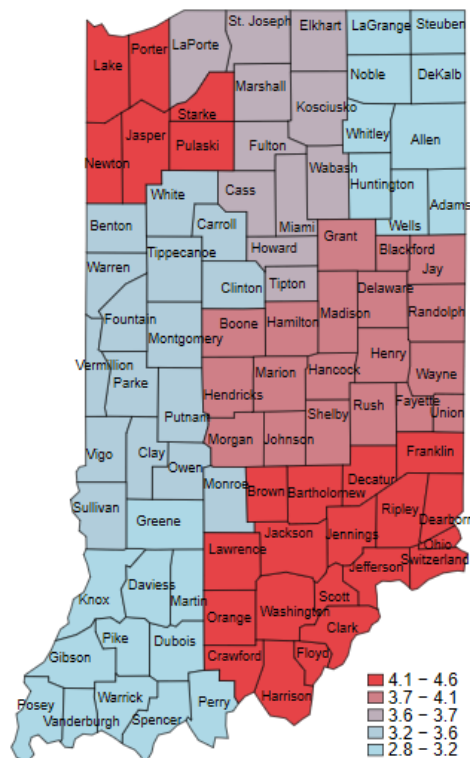 St. Joseph
Elkhart
LaGrange
Steuben
LaPorte
Porter
Lake
Noble
DeKalb
Marshall
Kosciusko
Starke
Whitley
Allen
Jasper
Pulaski
Fulton
Newton
Wabash
Huntington
Cass
White
Adams
Miami
Wells
Benton
Carroll
Grant
Blackford
Howard
Tippecanoe
Jay
Warren
Tipton
Clinton
Delaware
Madison
Randolph
Fountain
Boone
Hamilton
Montgomery
Henry
Vermillion
Marion
Hancock
Wayne
Parke
Hendricks
Fayette
Rush
Shelby
Union
Putnam
Morgan
Johnson
Clay
Vigo
Franklin
Owen
Decatur
Monroe
Brown
Bartholomew
Sullivan
Ripley
Greene
Dearborn
Jackson
Jennings
Ohio
Lawrence
Switzerland
Jefferson
Daviess
Knox
Martin
Scott
Orange
Washington
Clark
Pike
Dubois
Gibson
Floyd
Crawford
Warrick
Harrison
Perry
Posey
Spencer
Vanderburgh
4.1 – 4.6
3.7 – 4.1
3.6 – 3.7
3.2 – 3.6
2.8 – 3.2